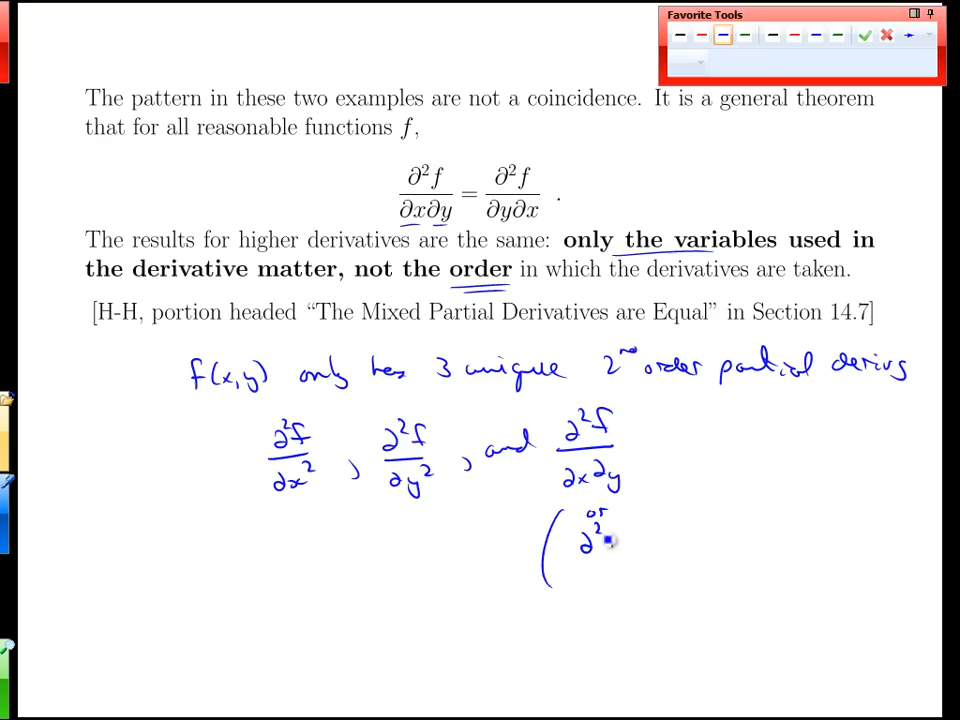 Favorite Tools
The pattern in these two examples are not a coincidence. It is a general theorem
that for all reasonable functions f,
∂²f/∂x∂y = ∂²f/∂y∂x .
The results for higher derivatives are the same: only the variables used in
the derivative matter, not the order in which the derivatives are taken.
[H-H, portion headed “The Mixed Partial Derivatives are Equal” in Section 14.7]
f(x,y) only has 3 unique 2nd order partial derivs
∂²f/∂x² , ∂²f/∂y² , and ∂²f/∂x∂y
( or
∂²